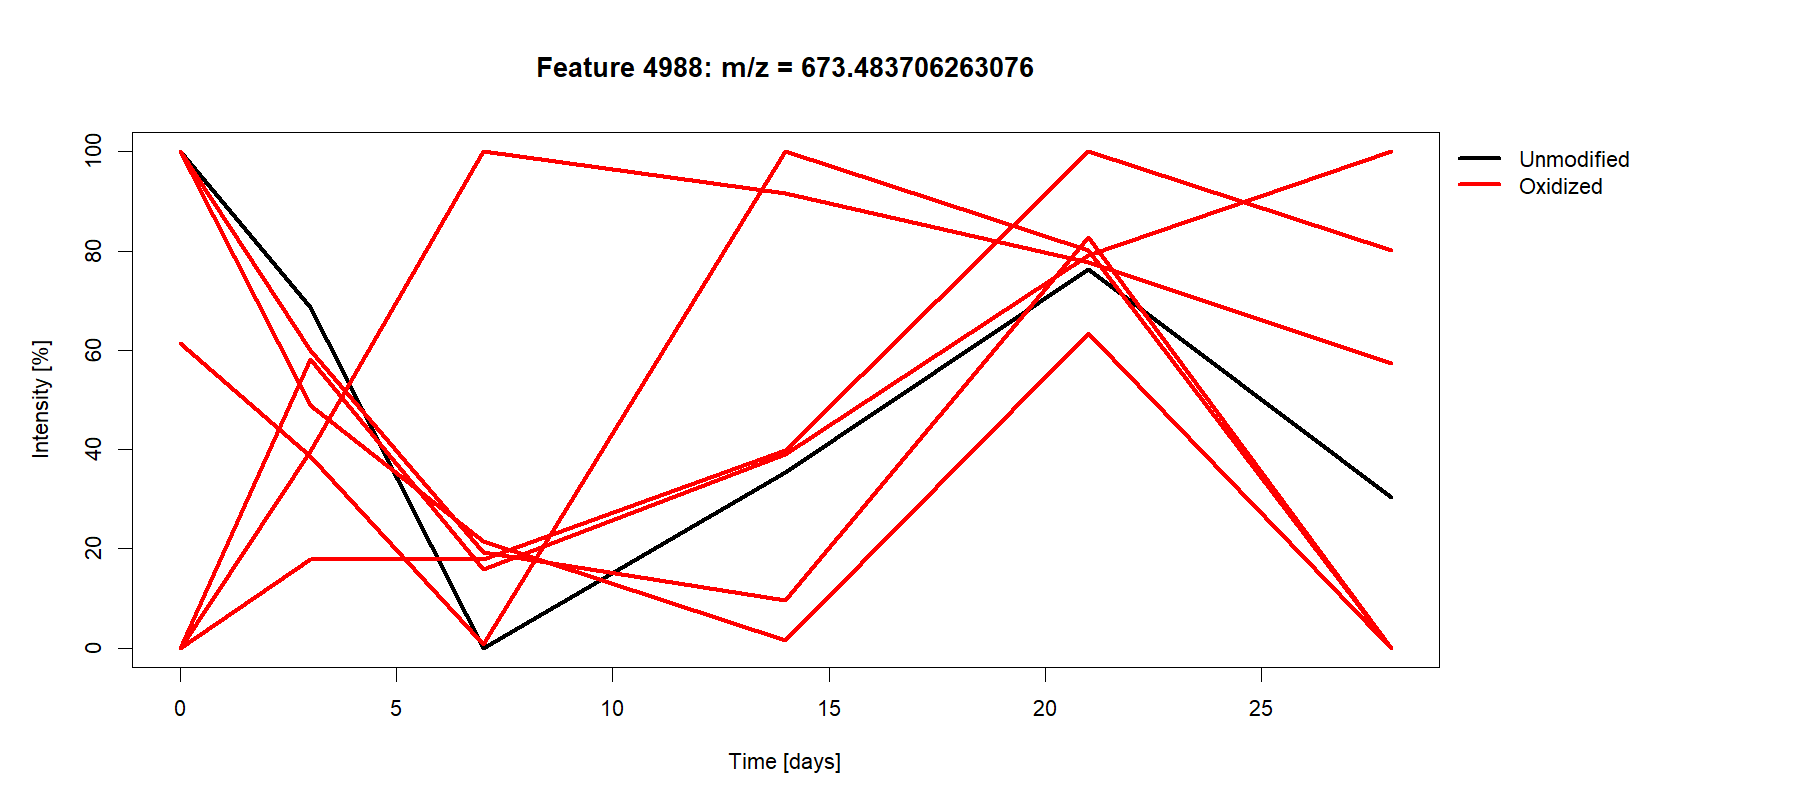 Feature 4988: m/z = 673.483706263076
Unmodified
Oxidized
Intensity [%]
100
80
60
40
20
0
0 5 10 15 20 25
Time [days]